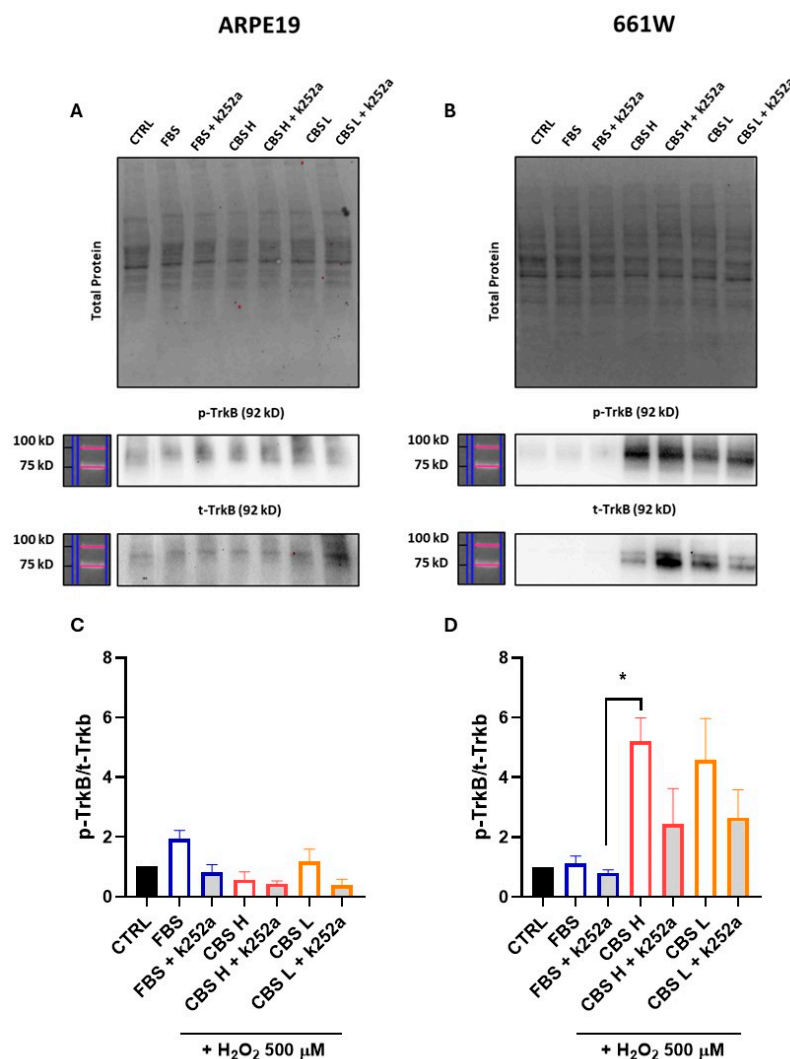 ARPE19
661W
A
CTRL
FBS
FBS + k252a
CBS H
CBS H + k252a
CBS L
CBS L + k252a
Total Protein
p-TrkB (92 kD)
100 kD
75 kD
t-TrkB (92 kD)
100 kD
75 kD
B
CTRL
FBS
FBS + k252a
CBS H
CBS H + k252a
CBS L
CBS L + k252a
Total Protein
p-TrkB (92 kD)
100 kD
75 kD
t-TrkB (92 kD)
100 kD
75 kD
C
p-TrkB/t-Trkb
8
6
4
2
0
CTRL
FBS
FBS + k252a
CBS H
CBS H + k252a
CBS L
CBS L + k252a
+ H₂O₂ 500 μM
D
p-TrkB/t-Trkb
8
6
4
2
0
*
CTRL
FBS
FBS + k252a
CBS H
CBS H + k252a
CBS L
CBS L + k252a
+ H₂O₂ 500 μM